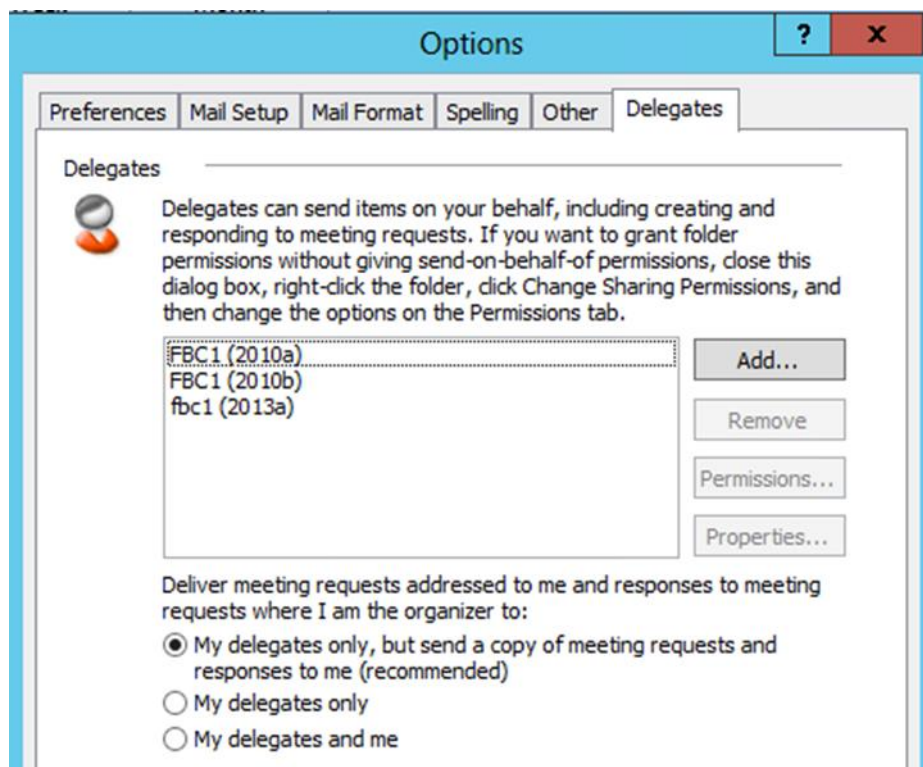 Options
?
x
Preferences
Mail Setup
Mail Format
Spelling
Other
Delegates
Delegates
Delegates can send items on your behalf, including creating and
responding to meeting requests. If you want to grant folder
permissions without giving send-on-behalf-of permissions, close this
dialog box, right-click the folder, click Change Sharing Permissions, and
then change the options on the Permissions tab.
FBC1 (2010a)
FBC1 (2010b)
fbc1 (2013a)
Add...
Remove
Permissions...
Properties...
Deliver meeting requests addressed to me and responses to meeting
requests where I am the organizer to:
My delegates only, but send a copy of meeting requests and
responses to me (recommended)
My delegates only
My delegates and me